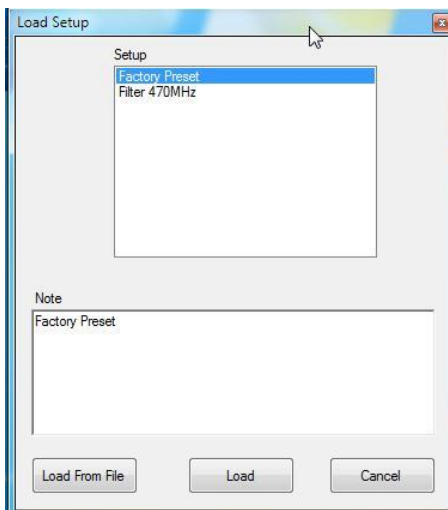 Load Setup
Setup
Factory Preset
Filter 470MHz
Note
Factory Preset
Load From File
Load
Cancel